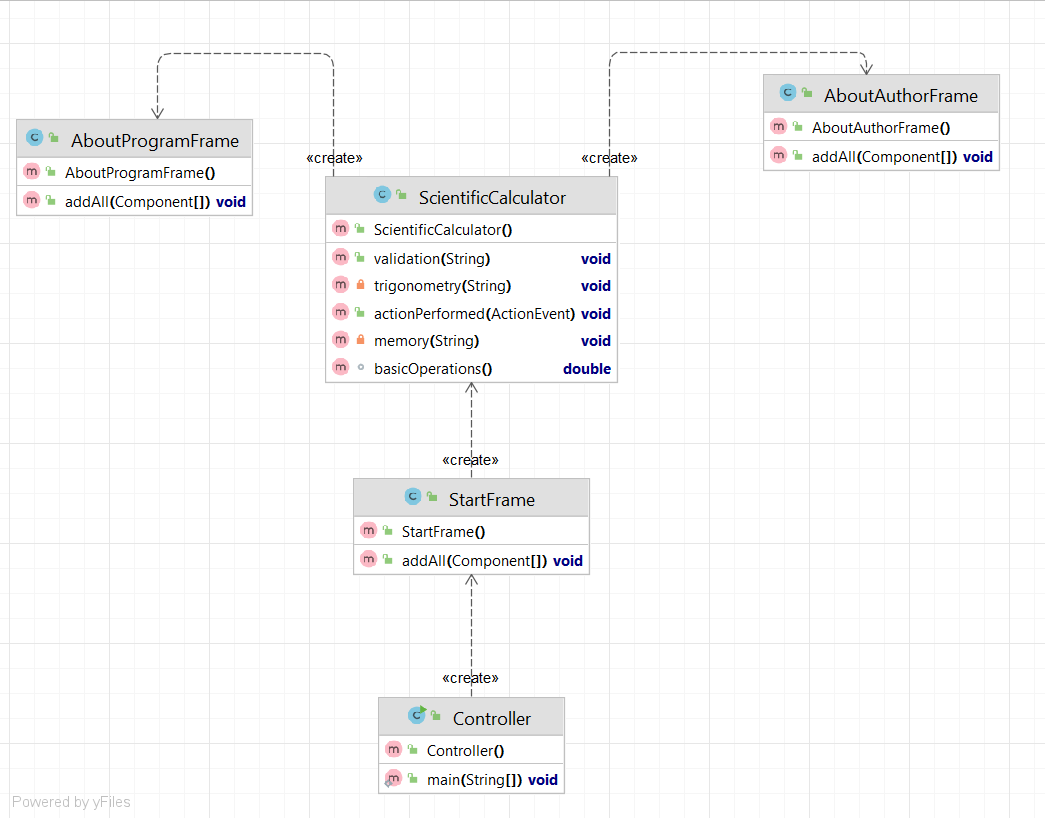 AboutProgramFrame
AboutProgramFrame()
addAll(Component[]) void
«create»
«create»
AboutAuthorFrame
AboutAuthorFrame()
addAll(Component[]) void
ScientificCalculator
ScientificCalculator()
validation(String) void
trigonometry(String) void
actionPerformed(ActionEvent) void
memory(String) void
basicOperations() double
«create»
StartFrame
StartFrame()
addAll(Component[]) void
«create»
Controller
Controller()
main(String[]) void
Powered by yFiles